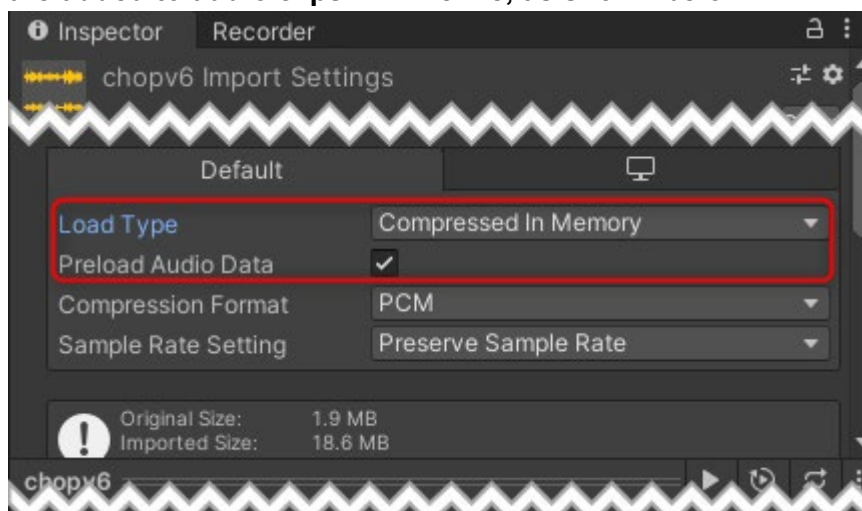 Inspector Recorder
chopv6 Import Settings
Default
Load Type Compressed In Memory
Preload Audio Data
Compression Format PCM
Sample Rate Setting Preserve Sample Rate
Original Size: 1.9 MB
Imported Size: 18.6 MB
chopv6